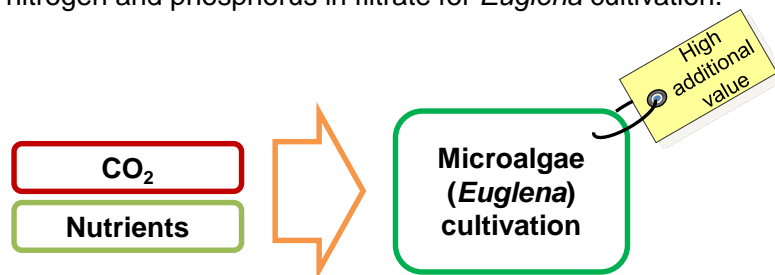 nitrogen and phosphorus in filtrate for Euglena cultivation.
High
additional
value
CO₂
Nutrients
Microalgae
(Euglena)
cultivation